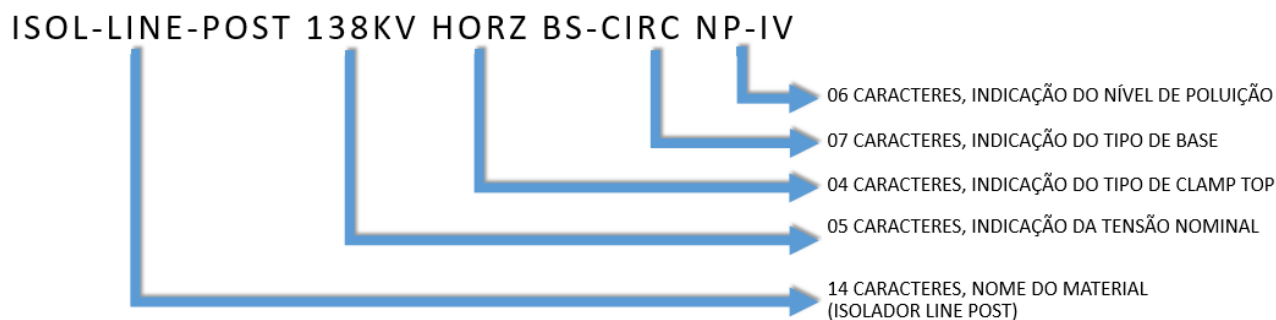 ISOL-LINE-POST 138KV HORZ BS-CIRC NP-IV
06 CARACTERES, INDICAÇÃO DO NÍVEL DE POLUIÇÃO
07 CARACTERES, INDICAÇÃO DO TIPO DE BASE
04 CARACTERES, INDICAÇÃO DO TIPO DE CLAMP TOP
05 CARACTERES, INDICAÇÃO DA TENSÃO NOMINAL
14 CARACTERES, NOME DO MATERIAL
(ISOLADOR LINE POST)